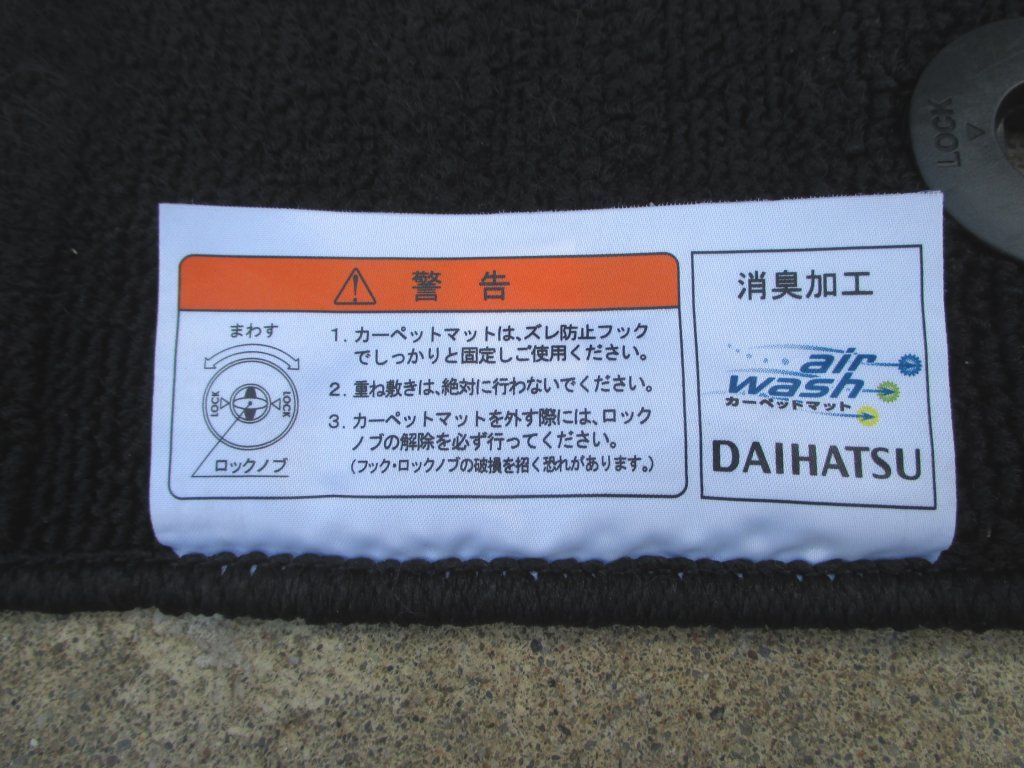 LOCK
警告
まわす
LOCK
LOCK
ロックノブ
1. カーペットマットは、ズレ防止フック
でしっかりと固定しご使用ください。
2. 重ね敷きは、絶対に行わないでください。
3. カーペットマットを外す際には、ロック
ノブの解除を必ず行ってください。
(フック・ロックノブの破損を招く恐れがあります。)
消臭加工
air
wash
カーペットマット
DAIHATSU